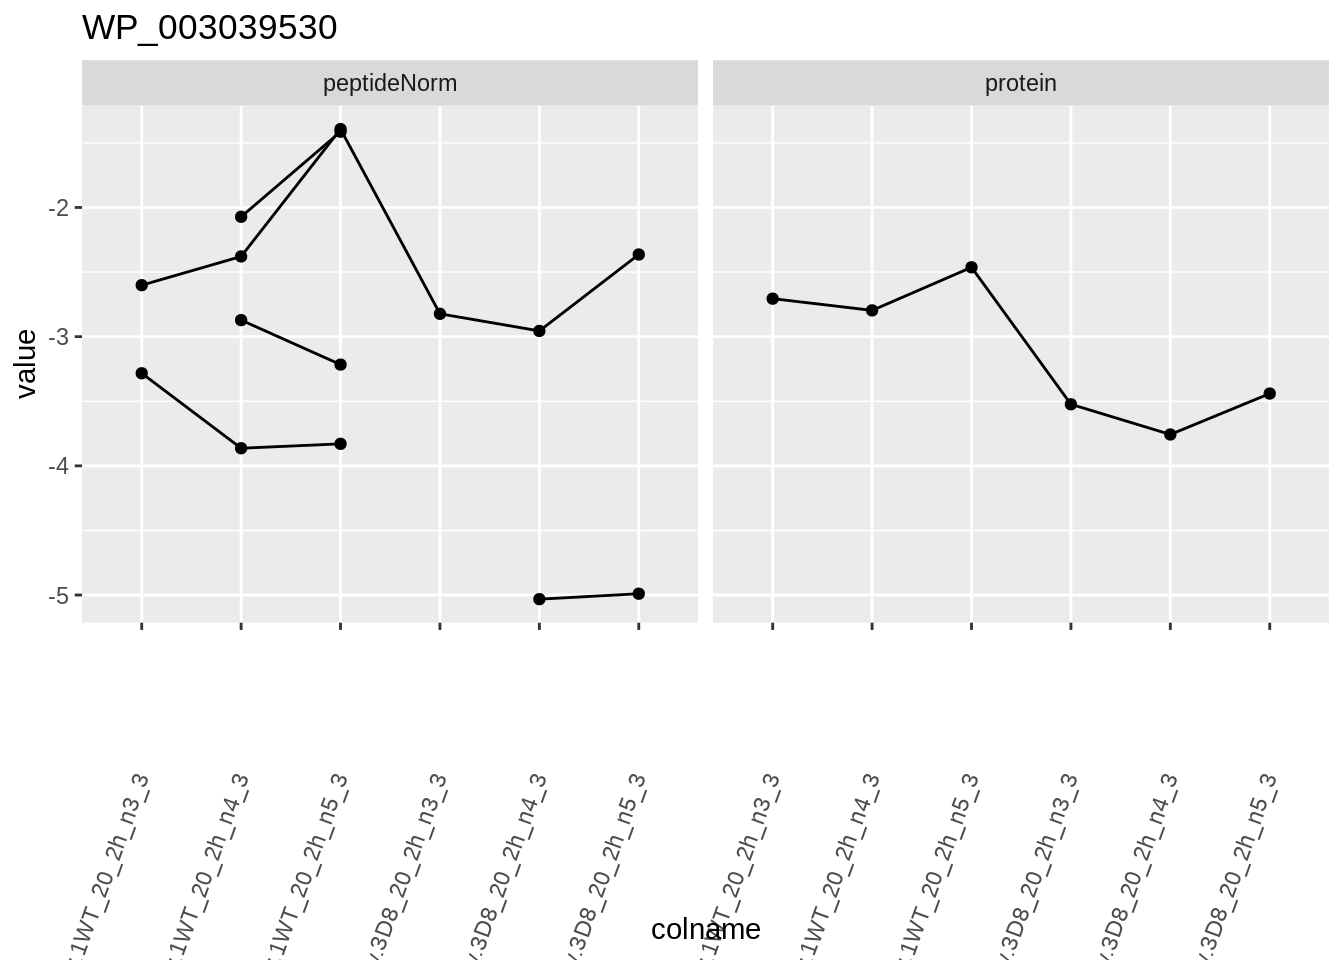 WP_003039530
peptideNorm
protein
value
-2
-3
-4
-5
1WT_20_2h_n3_3
1WT_20_2h_n4_3
1WT_20_2h_n5_3
.3D8_20_2h_n3_3
.3D8_20_2h_n4_3
.3D8_20_2h_n5_3
1WT_20_2h_n3_3
1WT_20_2h_n4_3
1WT_20_2h_n5_3
.3D8_20_2h_n3_3
.3D8_20_2h_n4_3
.3D8_20_2h_n5_3
colname